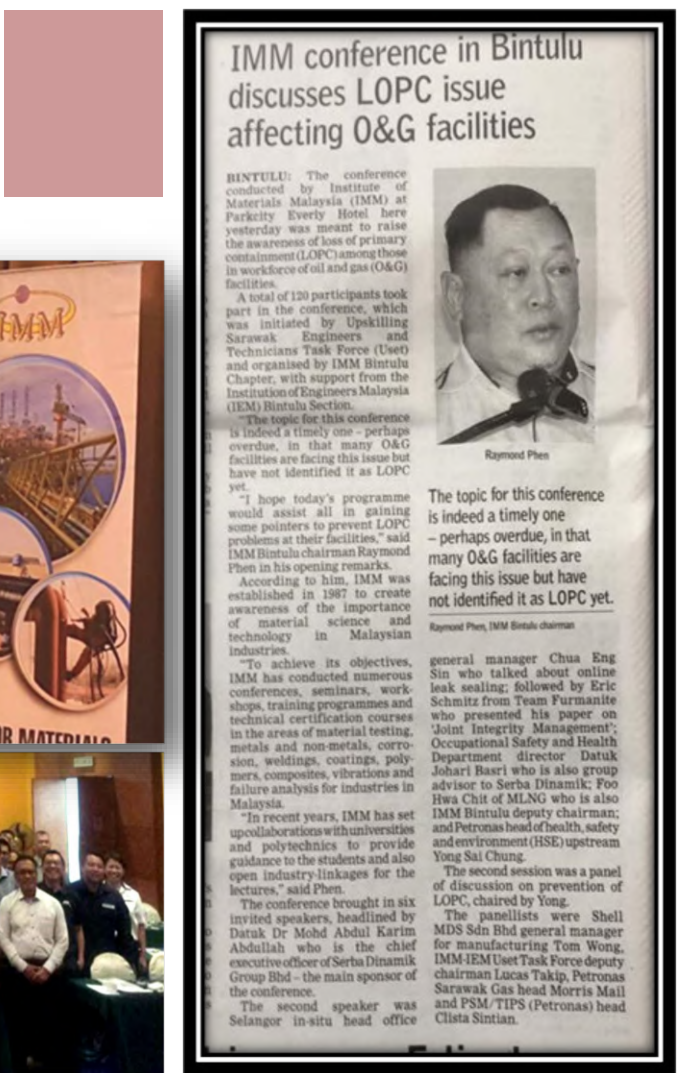 IMM conference in Bintulu
discusses LOPC issue
affecting O&G facilities
BINTULU: The conference
conducted by Institute of
Materials Malaysia (IMM) at
Parkcity Everly Hotel here
yesterday was meant to raise
the awareness of loss of primary
containment (LOPC) among those
in workforce of oil and gas (O&G)
facilities.
A total of 120 participants took
part in the conference, which
was initiated by Upskilling
Sarawak Engineers and
Technicians Task Force (Uset)
and organised by IMM Bintulu
Chapter, with support from the
Institution of Engineers Malaysia
(IEM) Bintulu Section.
"The topic for this conference
is indeed a timely one – perhaps
overdue, in that many O&G
facilities are facing this issue but
have not identified it as LOPC
yet.
"I hope today's programme
would assist all in gaining
some pointers to prevent LOPC
problems at their facilities," said
IMM Bintulu chairman Raymond
Phen in his opening remarks.
According to him, IMM was
established in 1987 to create
awareness of the importance
of material science and
technology in Malaysian
industries.
"To achieve its objectives,
IMM has conducted numerous
conferences, seminars, work-
shops, training programmes and
technical certification courses
in the areas of material testing,
metals and non-metals, corro-
sion, weldings, coatings, poly-
mers, composites, vibrations and
failure analysis for industries in
Malaysia.
"In recent years, IMM has set
up collaborations with universities
and polytechnics to provide
guidance to the students and also
open industry-linkages for the
lectures," said Phen.
The conference brought in six
invited speakers, headlined by
Datuk Dr Mohd Abdul Karim
Abdullah who is the chief
executive officer of Serba Dinamik
Group Bhd – the main sponsor of
the conference.
The second speaker was
Selangor in-situ head office
Raymond Phen
The topic for this conference
is indeed a timely one
– perhaps overdue, in that
many O&G facilities are
facing this issue but have
not identified it as LOPC yet.
Raymond Phen, IMM Bintulu chairman
general manager Chua Eng
Sin who talked about online
leak sealing; followed by Eric
Schmitz from Team Furmanite
who presented his paper on
'Joint Integrity Management';
Occupational Safety and Health
Department director Datuk
Johari Basri who is also group
advisor to Serba Dinamik; Foo
Hwa Chit of MLNG who is also
IMM Bintulu deputy chairman;
and Petronas head of health, safety
and environment (HSE) upstream
Yong Sai Chung.
The second session was a panel
of discussion on prevention of
LOPC, chaired by Yong.
The panellists were Shell
MDS Sdn Bhd general manager
for manufacturing Tom Wong,
IMM-IEM Uset Task Force deputy
chairman Lucas Takip, Petronas
Sarawak Gas head Morris Mail
and PSM/TIPS (Petronas) head
Clista Sintian.
IMM
OR MATERIALS